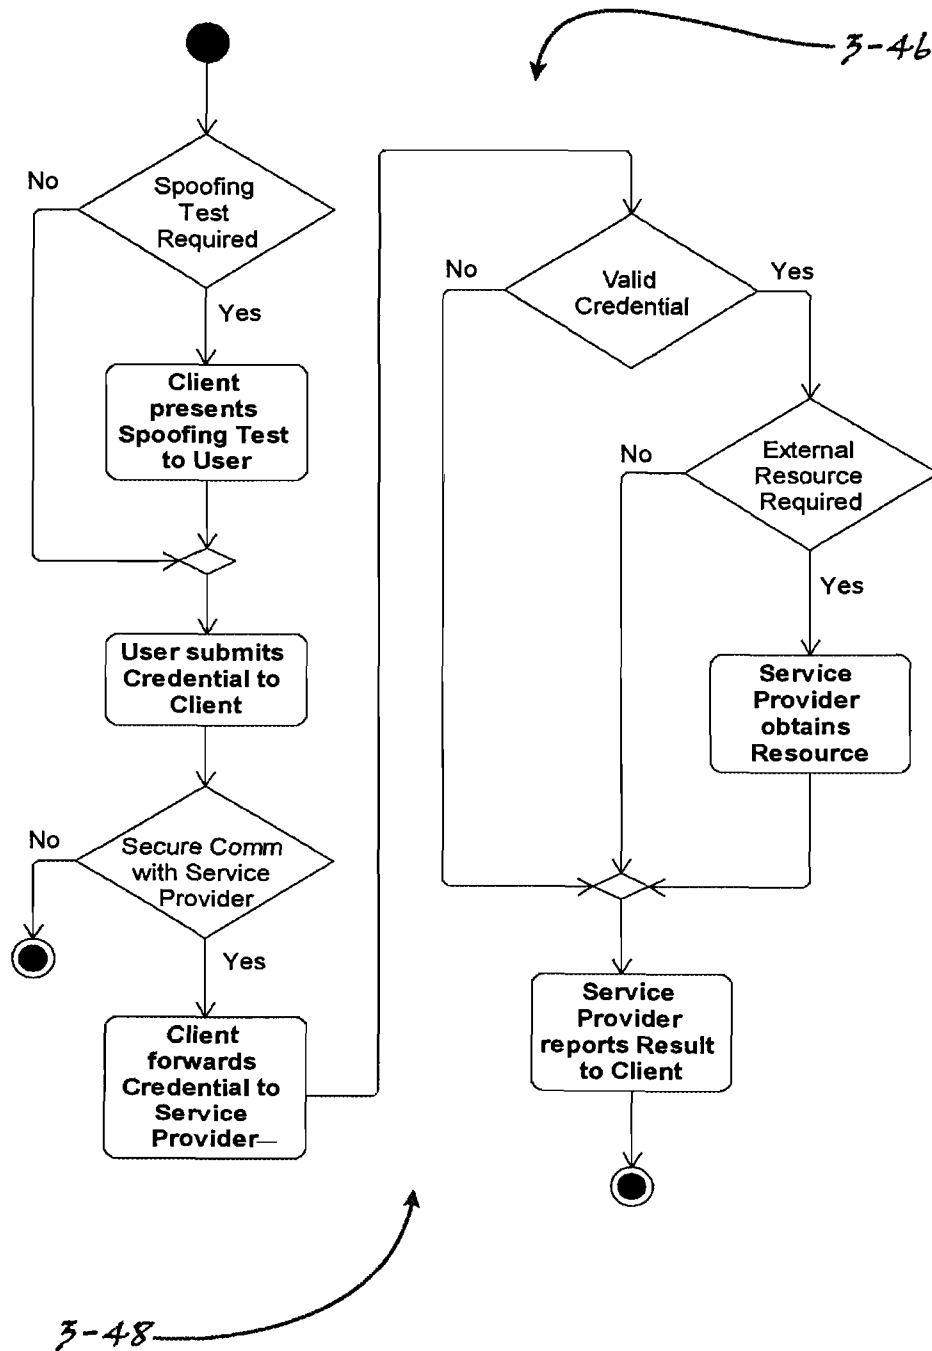 3-46
No
Spoofing
Test
Required
Yes
Client
presents
Spoofing Test
to User
User submits
Credential to
Client
No
Secure Comm
with Service
Provider
Yes
Client
forwards
Credential to
Service
Provider
No
Valid
Credential
Yes
No
External
Resource
Required
Yes
Service
Provider
obtains
Resource
Service
Provider
reports Result
to Client
3-48